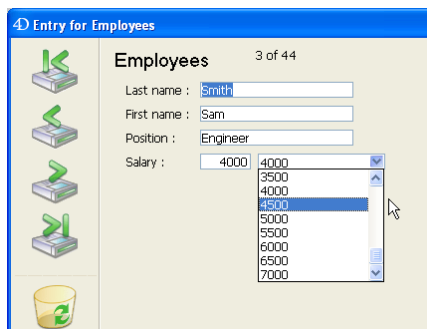 4D Entry for Employees
Employees 3 of 44
Last name : Smith
First name : Sam
Position : Engineer
Salary : 4000 4000
3500
4000
4500
5000
5500
6000
6500
7000